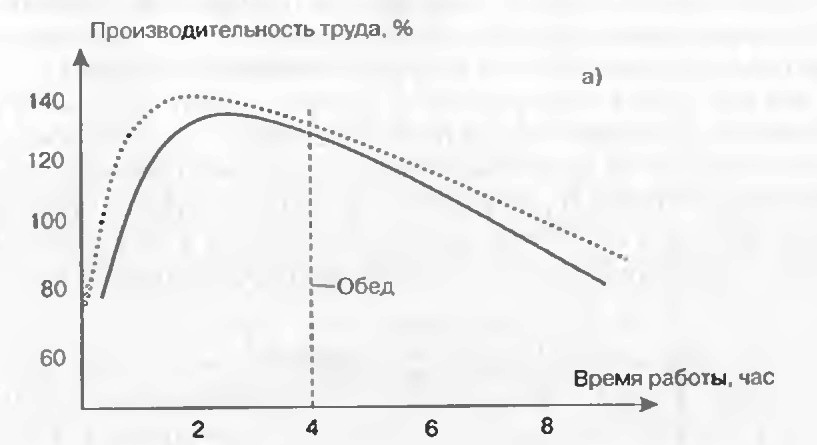 Производительность труда, %
а)
140
120
100
80
60
Обед
Время работы, час
2
4
6
8